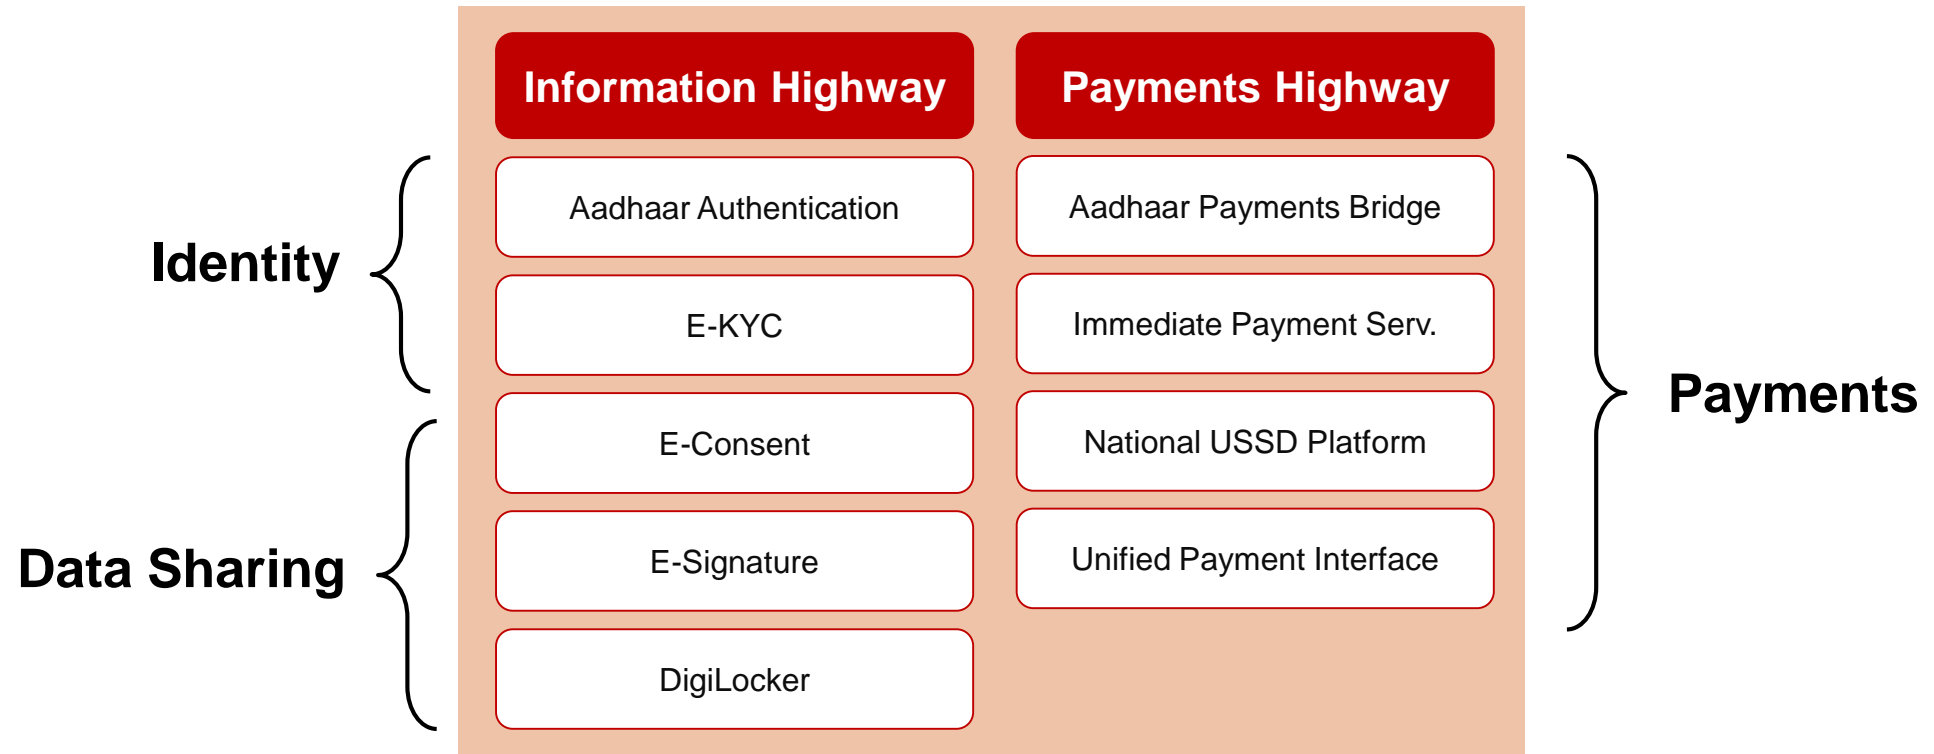 Information Highway
Payments Highway
Identity
Aadhaar Authentication
E-KYC
Data Sharing
E-Consent
E-Signature
DigiLocker
Aadhaar Payments Bridge
Immediate Payment Serv.
National USSD Platform
Unified Payment Interface
Payments